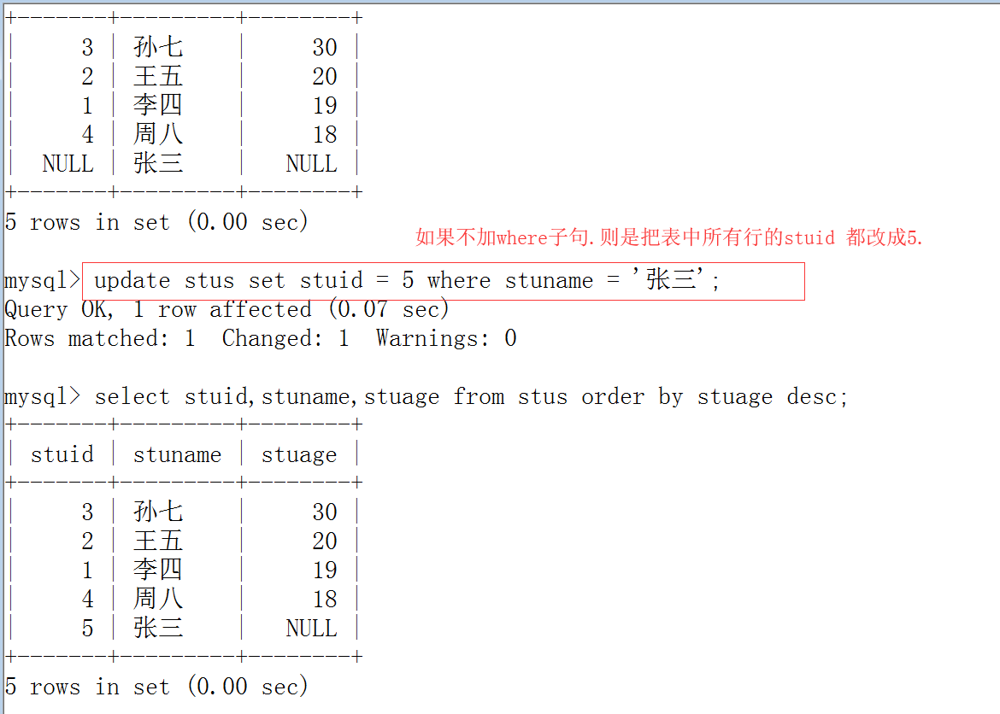 +-------+---------+--------+
|     3 | 孙七    |     30 |
|     2 | 王五    |     20 |
|     1 | 李四    |     19 |
|     4 | 周八    |     18 |
|  NULL | 张三    |   NULL |
+-------+---------+--------+
5 rows in set (0.00 sec)
如果不加where子句.则是把表中所有行的stuid 都改成5.
mysql> update stus set stuid = 5 where stuname = '张三';
Query OK, 1 row affected (0.07 sec)
Rows matched: 1  Changed: 1  Warnings: 0
mysql> select stuid,stuname,stuage from stus order by stuage desc;
+-------+---------+--------+
| stuid | stuname | stuage |
+-------+---------+--------+
|     3 | 孙七    |     30 |
|     2 | 王五    |     20 |
|     1 | 李四    |     19 |
|     4 | 周八    |     18 |
|     5 | 张三    |   NULL |
+-------+---------+--------+
5 rows in set (0.00 sec)